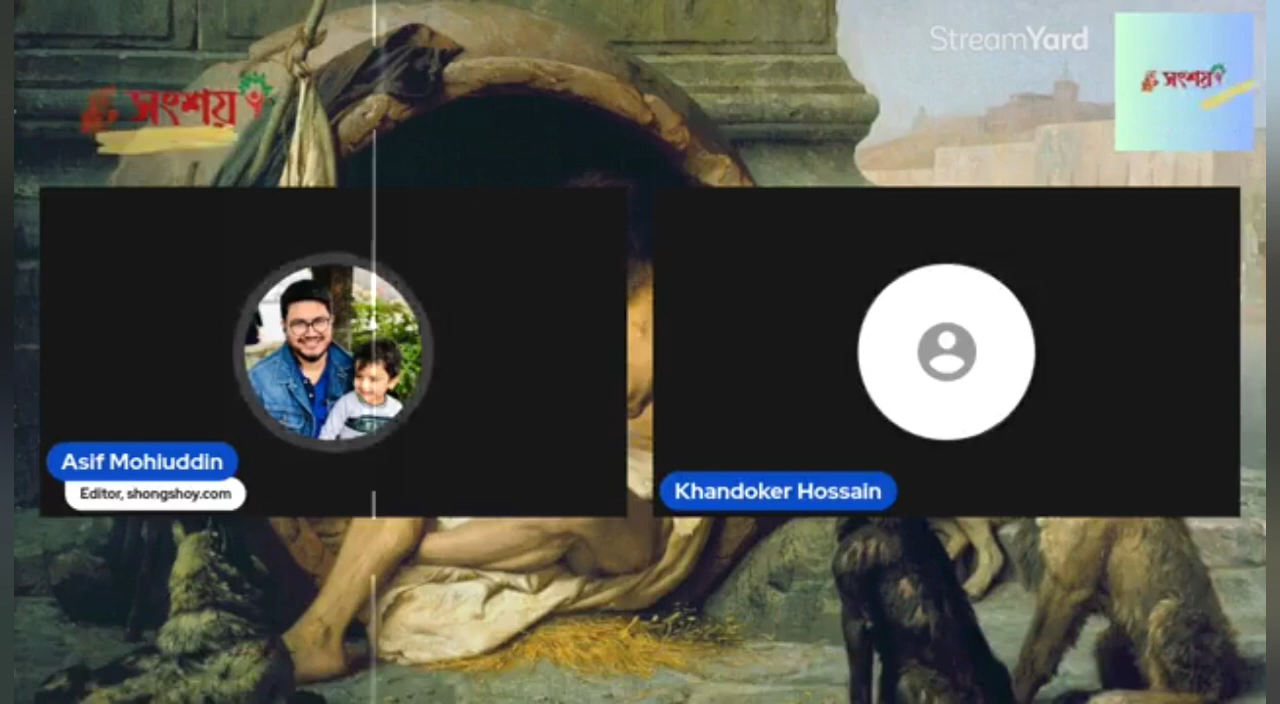 StreamYard
সংশয়
সংশয়
Asif Mohiuddin
Editor, shongshoy.com
Khandoker Hossain